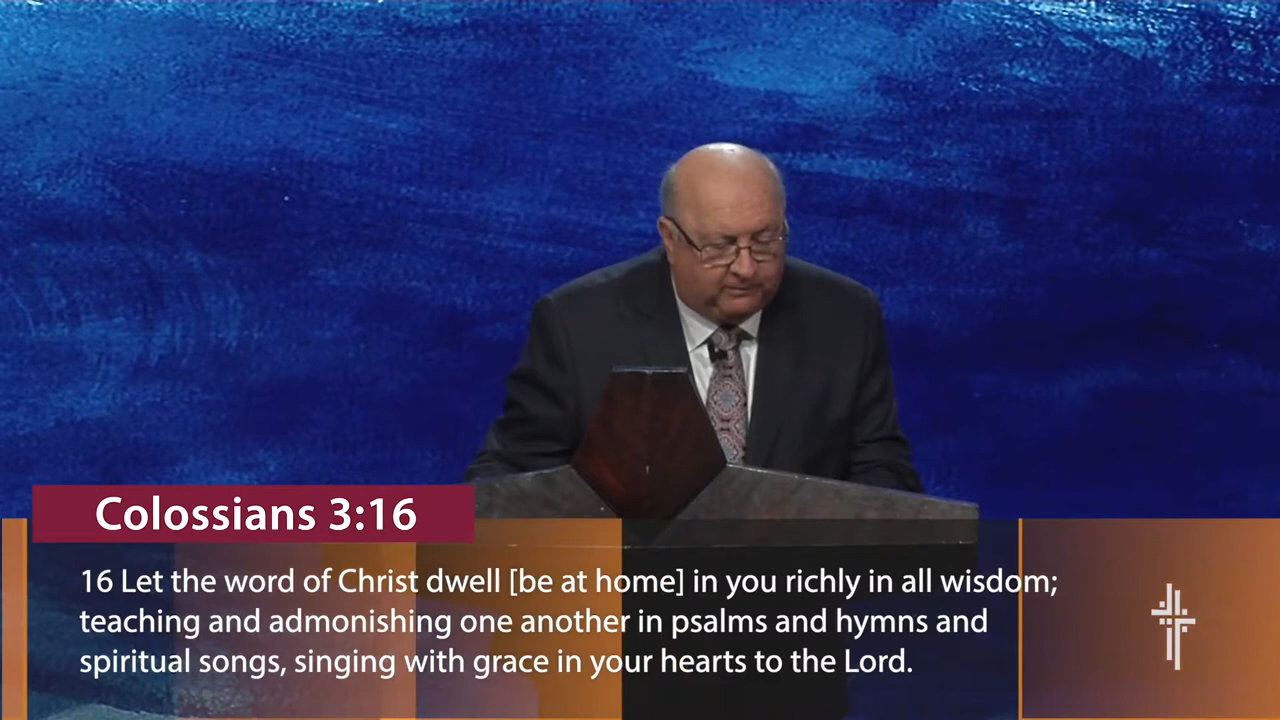 Colossians 3:16
16 Let the word of Christ dwell [be at home] in you richly in all wisdom;
teaching and admonishing one another in psalms and hymns and
spiritual songs, singing with grace in your hearts to the Lord.